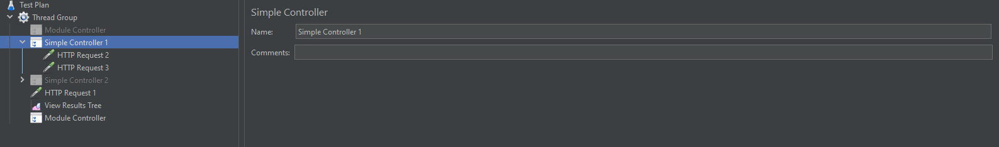 Test Plan
Thread Group
Module Controller
Simple Controller 1
HTTP Request 2
HTTP Request 3
Simple Controller 2
HTTP Request 1
View Results Tree
Module Controller
Simple Controller
Name: Simple Controller 1
Comments: